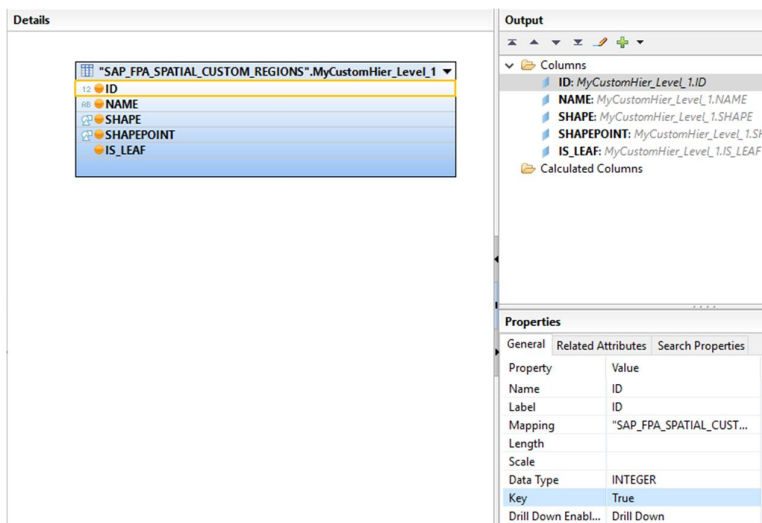 Details
"SAP_FPA_SPATIAL_CUSTOM_REGIONS".MyCustomHier_Level_1
12 ID
AB NAME
SHAPE
SHAPEPOINT
IS_LEAF
Output
Columns
ID: MyCustomHier_Level_1.ID
NAME: MyCustomHier_Level_1.NAME
SHAPE: MyCustomHier_Level_1.SHAPE
SHAPEPOINT: MyCustomHier_Level_1.SH
IS_LEAF: MyCustomHier_Level_1.IS_LEAF
Calculated Columns
Properties
General Related Attributes Search Properties
Property Value
Name ID
Label ID
Mapping "SAP_FPA_SPATIAL_CUST...
Length
Scale
Data Type INTEGER
Key True
Drill Down Enabl... Drill Down